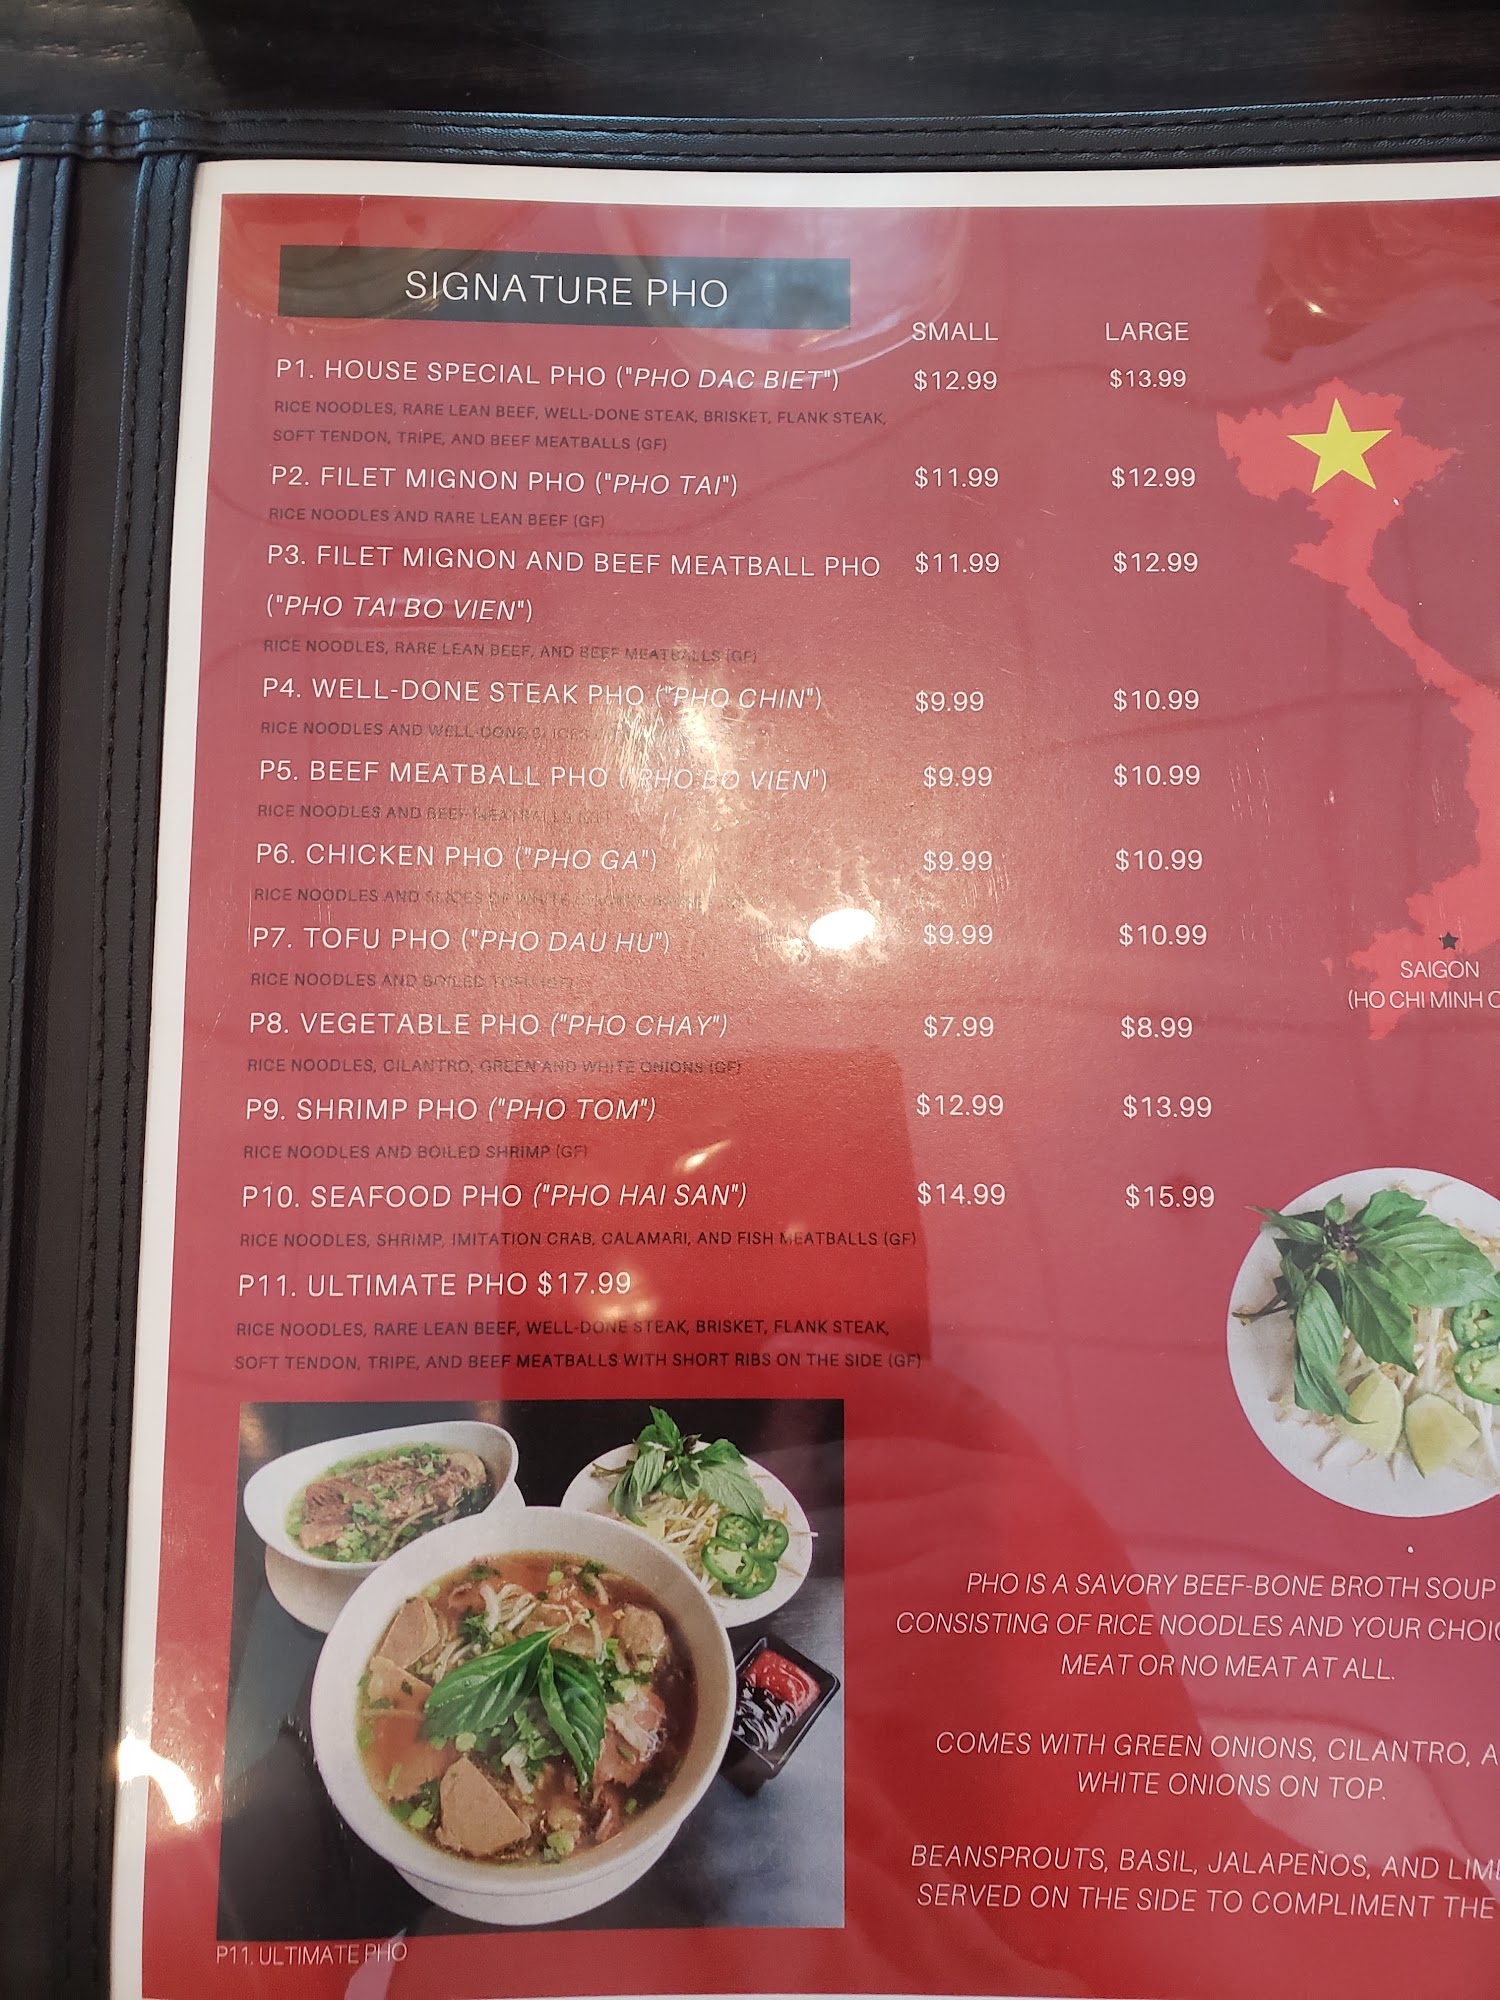 SIGNATURE PHO
SMALL LARGE
P1. HOUSE SPECIAL PHO ("PHO DAC BIET") $12.99 $13.99
RICE NOODLES, RARE LEAN BEEF, WELL-DONE STEAK, BRISKET, FLANK STEAK,
SOFT TENDON, TRIPE, AND BEEF MEATBALLS (GF)
P2. FILET MIGNON PHO ("PHO TAI") $11.99 $12.99
RICE NOODLES AND RARE LEAN BEEF (GF)
P3. FILET MIGNON AND BEEF MEATBALL PHO $11.99 $12.99
("PHO TAI BO VIEN")
RICE NOODLES, RARE LEAN BEEF, AND BEEF MEATBALLS (GF)
P4. WELL-DONE STEAK PHO ("PHO CHIN") $9.99 $10.99
RICE NOODLES AND WELL-DONE SLICES
P5. BEEF MEATBALL PHO ("PHO BO VIEN") $9.99 $10.99
RICE NOODLES AND BEEF MEATBALLS
P6. CHICKEN PHO ("PHO GA") $9.99 $10.99
RICE NOODLES AND SLICES OF WHITE
P7. TOFU PHO ("PHO DAU HU") $9.99 $10.99
RICE NOODLES AND BOILED TOFU (GF)
P8. VEGETABLE PHO ("PHO CHAY") $7.99 $8.99
RICE NOODLES, CILANTRO, GREEN AND WHITE ONIONS (GF)
P9. SHRIMP PHO ("PHO TOM") $12.99 $13.99
RICE NOODLES AND BOILED SHRIMP (GF)
P10. SEAFOOD PHO ("PHO HAI SAN") $14.99 $15.99
RICE NOODLES, SHRIMP, IMITATION CRAB, CALAMARI, AND FISH MEATBALLS (GF)
P11. ULTIMATE PHO $17.99
RICE NOODLES, RARE LEAN BEEF, WELL-DONE STEAK, BRISKET, FLANK STEAK,
SOFT TENDON, TRIPE, AND BEEF MEATBALLS WITH SHORT RIBS ON THE SIDE (GF)
P11. ULTIMATE PHO
SAIGON
(HO CHI MINH
PHO IS A SAVORY BEEF-BONE BROTH SOUP
CONSISTING OF RICE NOODLES AND YOUR
MEAT OR NO MEAT AT ALL.
COMES WITH GREEN ONIONS, CILANTRO,
WHITE ONIONS ON TOP.
BEANSPROUTS, BASIL, JALAPEÑOS, AND
SERVED ON THE SIDE TO COMPLIMENT THE